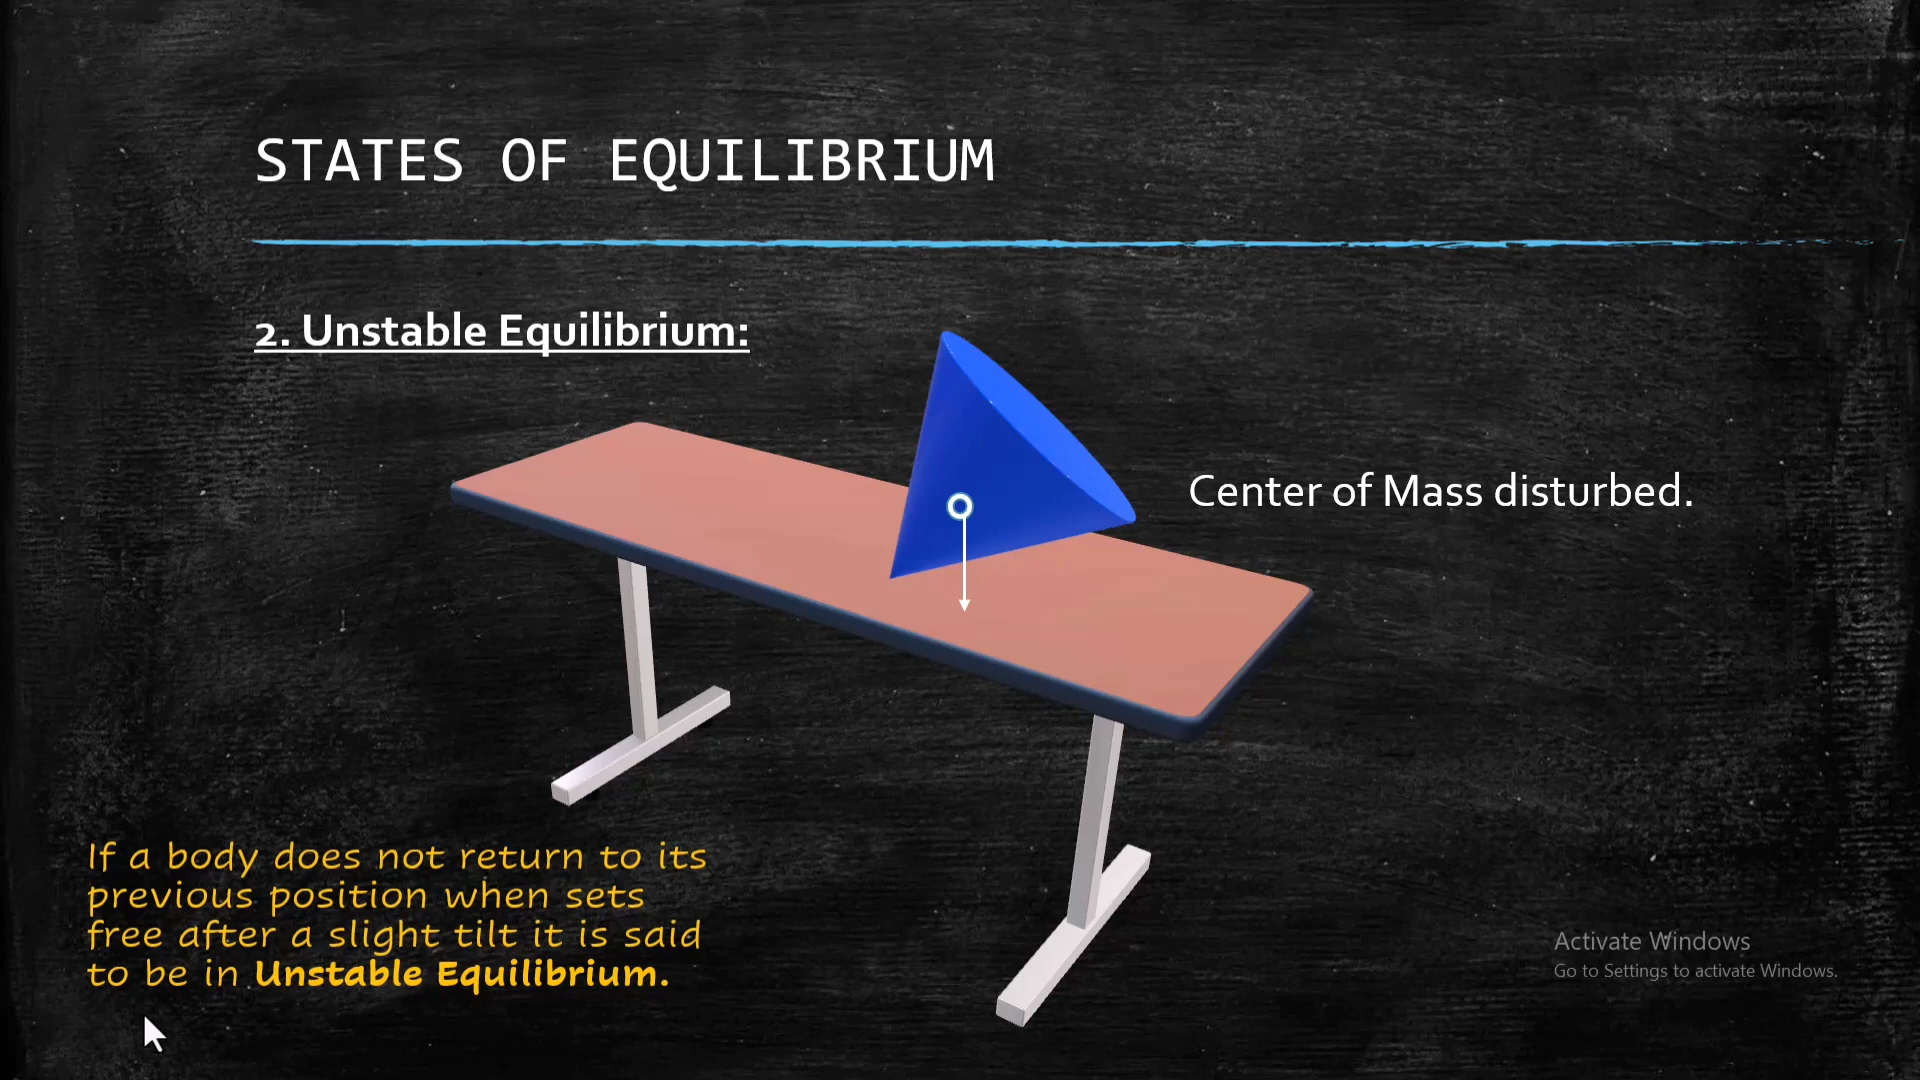 STATES OF EQUILIBRIUM
2. Unstable Equilibrium:
Center of Mass disturbed.
If a body does not return to its
previous position when sets
free after a slight tilt it is said
to be in Unstable Equilibrium.
Activate Windows
Go to Settings to activate Windows.